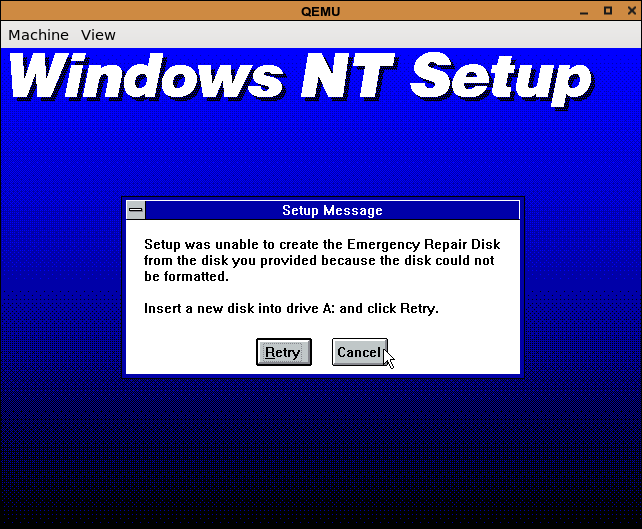 QEMU
Machine View
Windows NT Setup
Setup Message
Setup was unable to create the Emergency Repair Disk
from the disk you provided because the disk could not
be formatted.
Insert a new disk into drive A: and click Retry.
Retry Cancel